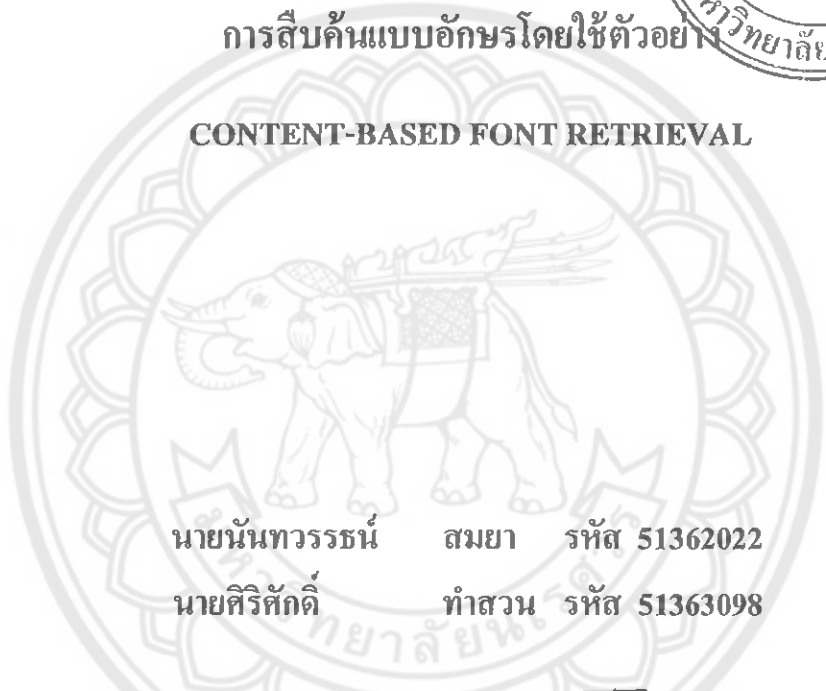 การสืบค้นแบบอักษรโดยใช้ตัวอย่าง
CONTENT-BASED FONT RETRIEVAL
นายนันทวรรธน์ สมยา รหัส 51362022
นายศิริศักดิ์ ทำสวน รหัส 51363098